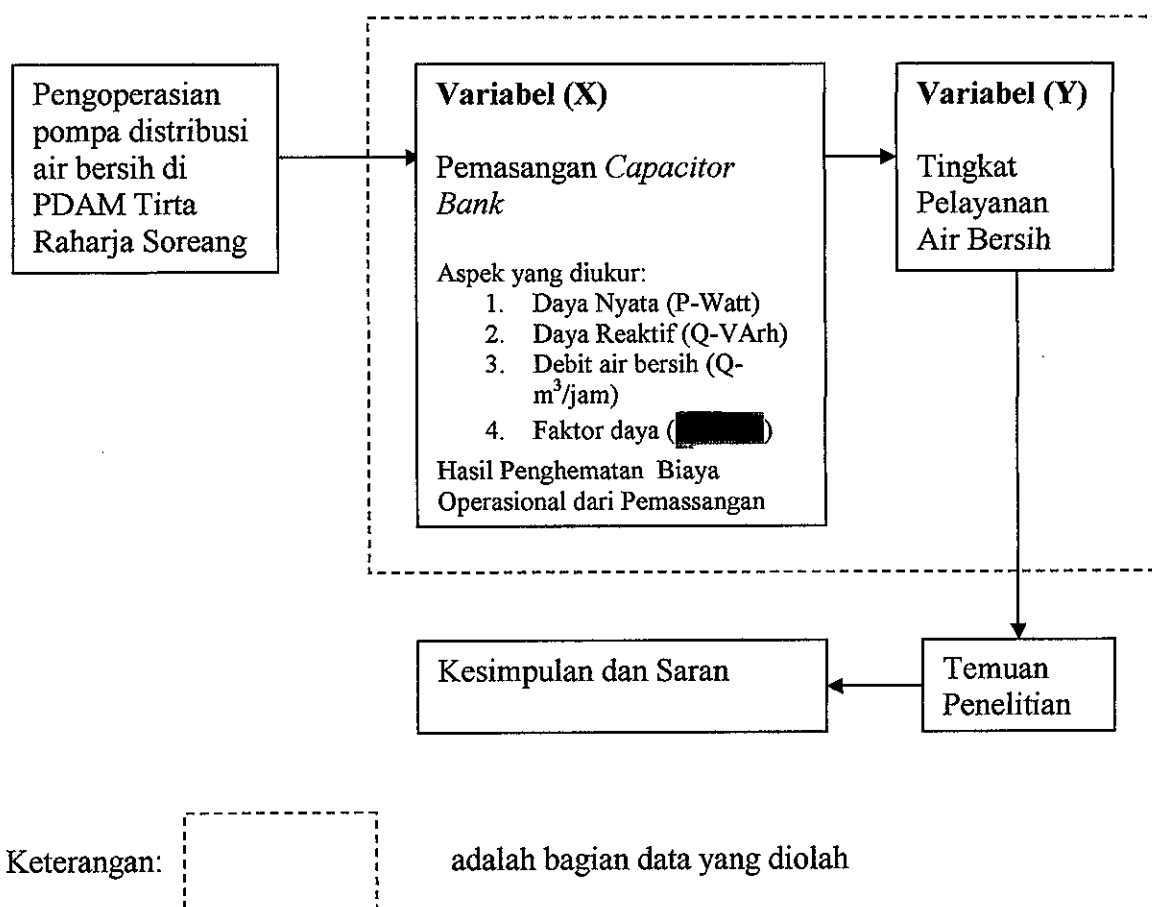 Pengoperasian
pompa distribusi
air bersih di
PDAM Tirta
Raharja Soreang
Variabel (X)
Pemasangan Capacitor
Bank
Aspek yang diukur:
1. Daya Nyata (P-Watt)
2. Daya Reaktif (Q-VArh)
3. Debit air bersih (Q-
m³/jam)
4. Faktor daya ( )
Hasil Penghematan Biaya
Operasional dari Pemassangan
Variabel (Y)
Tingkat
Pelayanan
Air Bersih
Kesimpulan dan Saran
Temuan
Penelitian
Keterangan:
adalah bagian data yang diolah